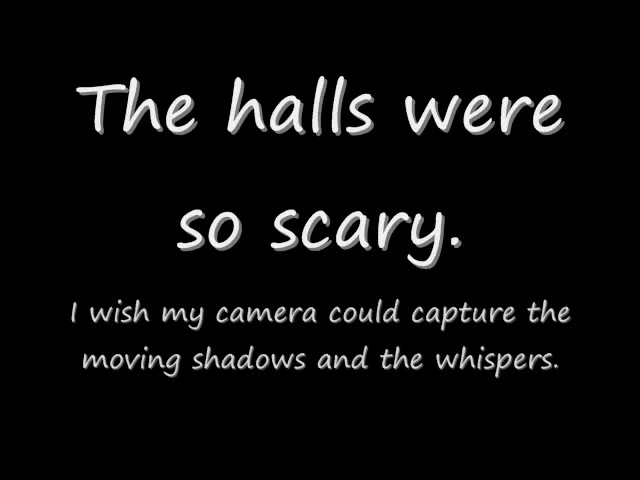 The halls were
so scary.
I wish my camera could capture the
moving shadows and the whispers.